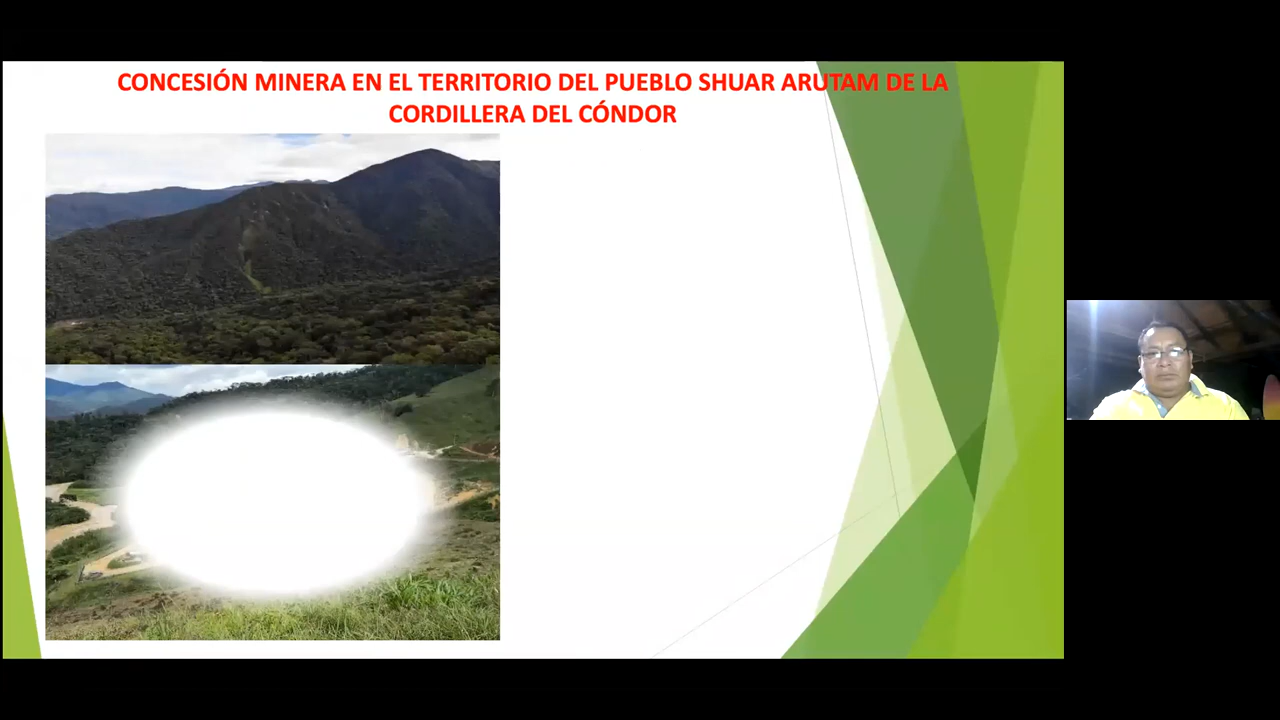 CONCESIÓN MINERA EN EL TERRITORIO DEL PUEBLO SHUAR ARUTAM DE LA
CORDILLERA DEL CÓNDOR